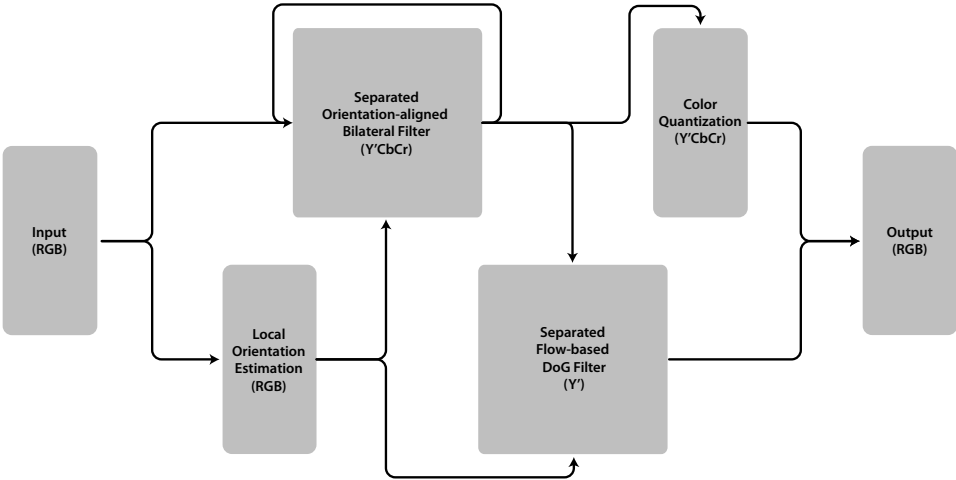 Input
(RGB)
Separated
Orientation-aligned
Bilateral Filter
(Y'CbCr)
Local
Orientation
Estimation
(RGB)
Separated
Flow-based
DoG Filter
(Y')
Color
Quantization
(Y'CbCr)
Output
(RGB)